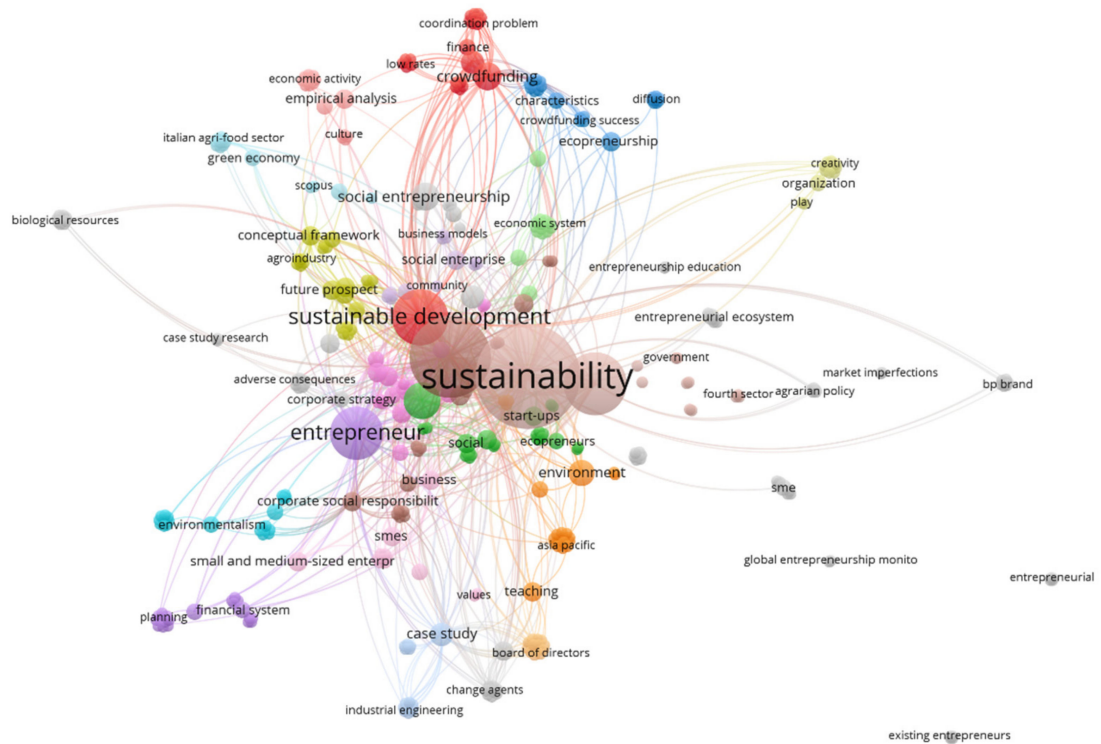 coordination problem
finance
low rates
crowdfunding
economic activity
empirical analysis
characteristics
diffusion
crowdfunding success
culture
italian agri-food sector
ecopreneurship
green economy
creativity
organization
scopus
social entrepreneurship
play
biological resources
economic system
conceptual framework
business models
agroindustry
social enterprise
entrepreneurship education
future prospect
community
sustainable development
entrepreneurial ecosystem
case study research
government
market imperfections
sustainability
adverse consequences
bp brand
fourth sector
agrarian policy
corporate strategy
start-ups
entrepreneur
social
ecopreneurs
environment
business
sme
corporate social responsibilit
environmentalism
smes
asia pacific
small and medium-sized enterpr
global entrepreneurship monito
entrepreneurial
teaching
values
planning
financial system
case study
board of directors
change agents
industrial engineering
existing entrepreneurs